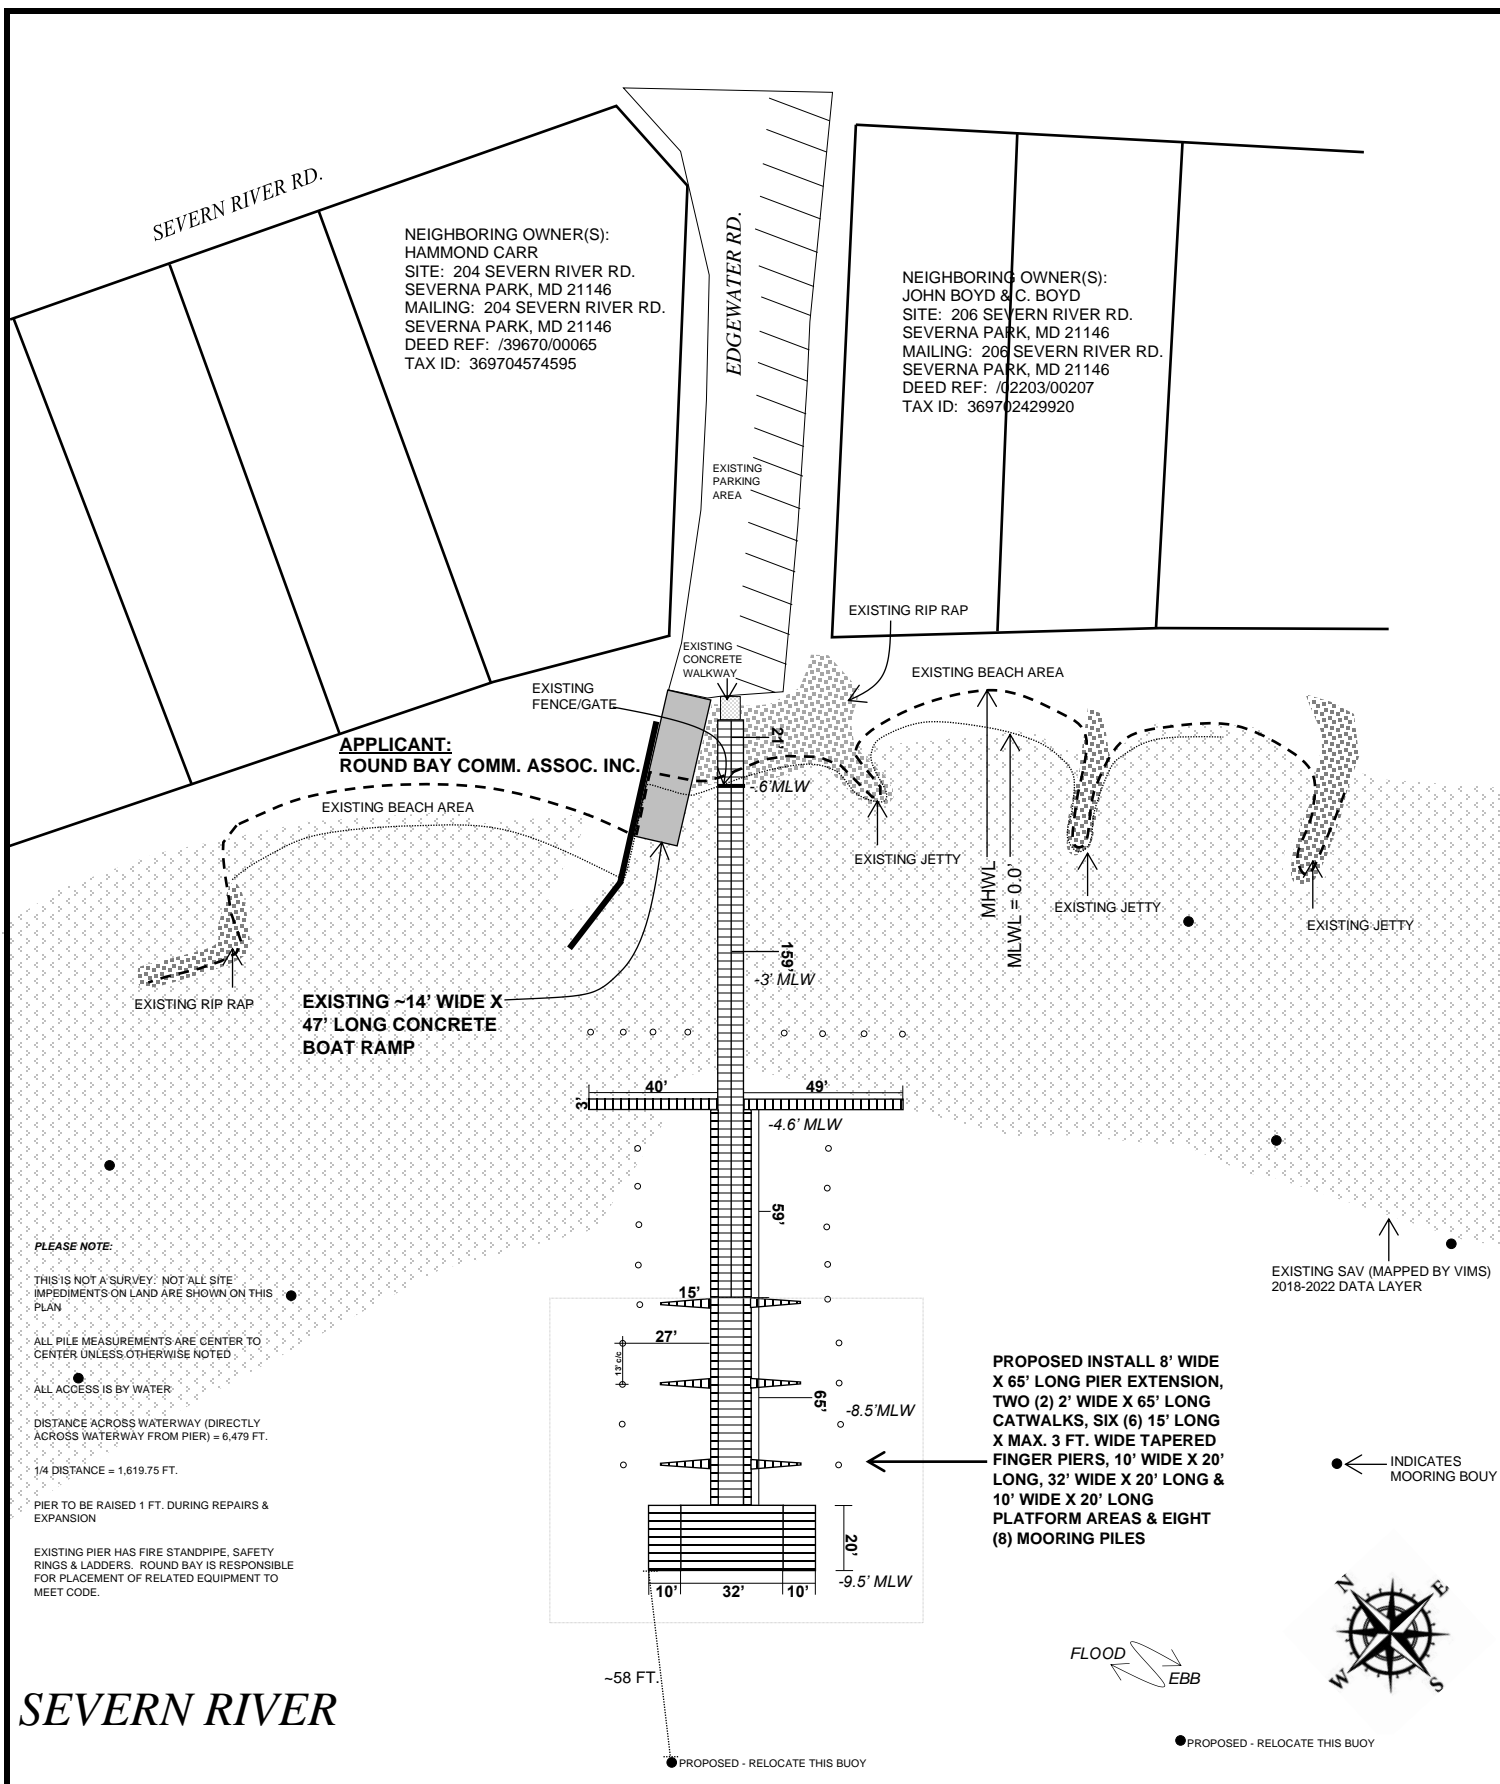 SEVERN RIVER RD.
NEIGHBORING OWNER(S):
HAMMOND CARR
SITE:  204 SEVERN RIVER RD.
SEVERNA PARK, MD 21146
MAILING:  204 SEVERN RIVER RD.
SEVERNA PARK, MD 21146
DEED REF:  /39670/00065
TAX ID:  369704574595
EDGEWATER RD.
NEIGHBORING OWNER(S):
JOHN BOYD & C. BOYD
SITE:  206 SEVERN RIVER RD.
SEVERNA PARK, MD 21146
MAILING:  206 SEVERN RIVER RD.
SEVERNA PARK, MD 21146
DEED REF:  /02203/00207
TAX ID:  369702429920
EXISTING
PARKING
AREA
EXISTING RIP RAP
EXISTING
CONCRETE
WALKWAY
EXISTING BEACH AREA
EXISTING
FENCE/GATE
APPLICANT:
ROUND BAY COMM. ASSOC. INC.
21'
-.6'MLW
EXISTING BEACH AREA
EXISTING JETTY
MHWL
MLWL = 0.0'
EXISTING JETTY
EXISTING JETTY
159'
-3' MLW
EXISTING RIP RAP
EXISTING ~14' WIDE X
47' LONG CONCRETE
BOAT RAMP
40'
49'
3'
-4.6' MLW
59'
PLEASE NOTE:
THIS IS NOT A SURVEY.  NOT ALL SITE
IMPEDIMENTS ON LAND ARE SHOWN ON THIS
PLAN
ALL PILE MEASUREMENTS ARE CENTER TO
CENTER UNLESS OTHERWISE NOTED
ALL ACCESS IS BY WATER
DISTANCE ACROSS WATERWAY (DIRECTLY
ACROSS WATERWAY FROM PIER) = 6,479 FT.
1/4 DISTANCE = 1,619.75 FT.
PIER TO BE RAISED 1 FT. DURING REPAIRS &
EXPANSION
EXISTING PIER HAS FIRE STANDPIPE, SAFETY
RINGS & LADDERS.  ROUND BAY IS RESPONSIBLE
FOR PLACEMENT OF RELATED EQUIPMENT TO
MEET CODE.
EXISTING SAV (MAPPED BY VIMS)
2018-2022 DATA LAYER
15'
27'
13' c/c
65'
-8.5'MLW
PROPOSED INSTALL 8' WIDE
X 65' LONG PIER EXTENSION,
TWO (2) 2' WIDE X 65' LONG
CATWALKS, SIX (6) 15' LONG
X MAX. 3 FT. WIDE TAPERED
FINGER PIERS, 10' WIDE X 20'
LONG, 32' WIDE X 20' LONG &
10' WIDE X 20' LONG
PLATFORM AREAS & EIGHT
(8) MOORING PILES
INDICATES
MOORING BOUY
20'
-9.5' MLW
10'
32'
10'
N
E
W
S
FLOOD
EBB
~58 FT.
SEVERN RIVER
PROPOSED - RELOCATE THIS BUOY
PROPOSED - RELOCATE THIS BUOY